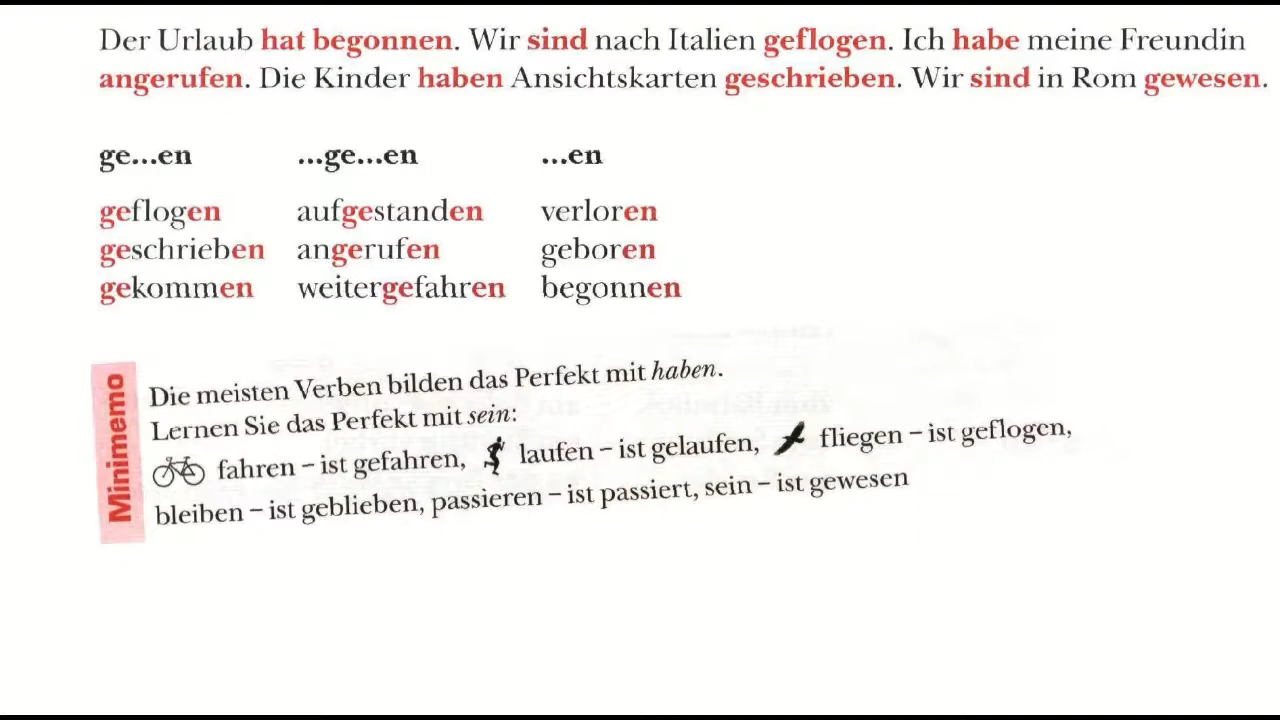 Der Urlaub hat begonnen. Wir sind nach Italien geflogen. Ich habe meine Freundin
angerufen. Die Kinder haben Ansichtskarten geschrieben. Wir sind in Rom gewesen.
ge...en ...ge...en ...en
geflogen aufgestanden verloren
geschrieben angerufen geboren
gekommen weitergefahren begonnen
Minimemo
Die meisten Verben bilden das Perfekt mit haben.
Lernen Sie das Perfekt mit sein:
fahren – ist gefahren, laufen – ist gelaufen, fliegen – ist geflogen,
bleiben – ist geblieben, passieren – ist passiert, sein – ist gewesen